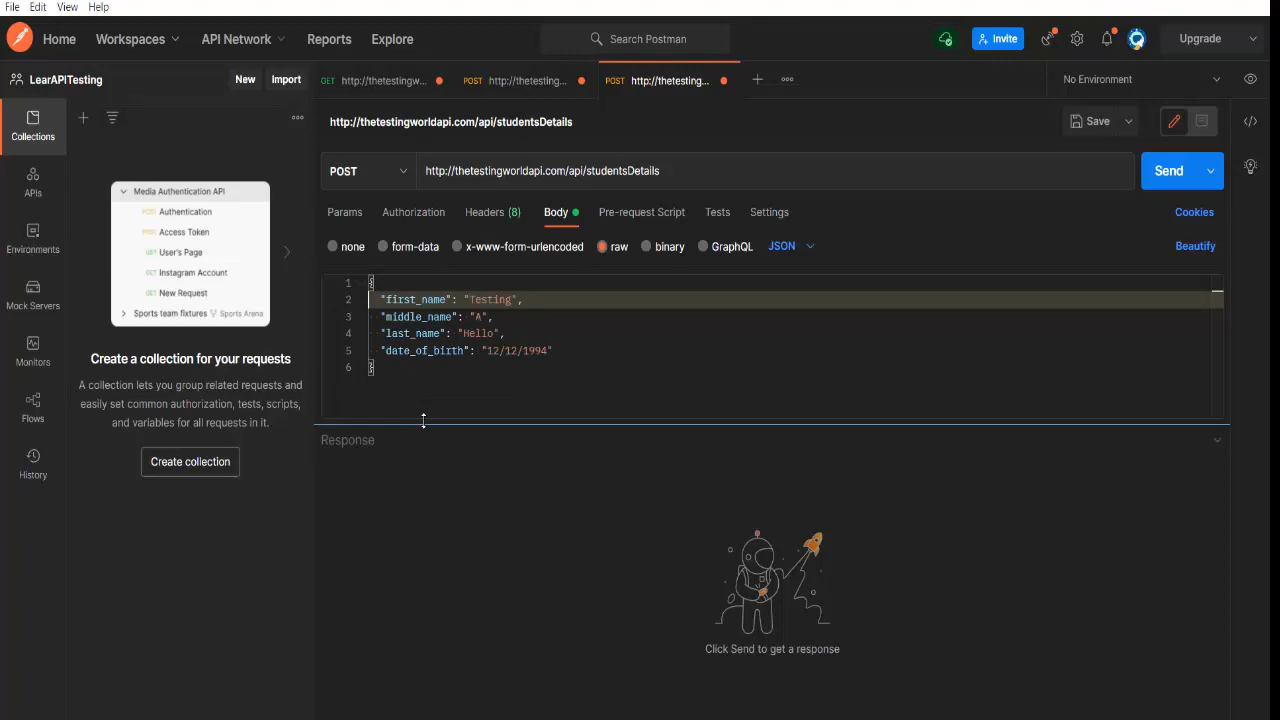 File Edit View Help
Home Workspaces API Network Reports Explore Search Postman Invite Upgrade
LearAPITesting New Import GET http://thetestingw... POST http://thetesting... POST http://thetesting... No Environment
Collections
http://thetestingworldapi.com/api/studentsDetails Save
POST http://thetestingworldapi.com/api/studentsDetails Send
APIs
Params Authorization Headers (8) Body Pre-request Script Tests Settings Cookies
none form-data x-www-form-urlencoded raw binary GraphQL JSON Beautify
Environments
Mock Servers
Monitors
Flows
History
Media Authentication API
POST Authentication
POST Access Token
GET User's Page
GET Instagram Account
GET New Request
Sports team fixtures Sports Arena
Create a collection for your requests
A collection lets you group related requests and
easily set common authorization, tests, scripts,
and variables for all requests in it.
Create collection
1 {
2 "first_name": "Testing",
3 "middle_name": "A",
4 "last_name": "Hello",
5 "date_of_birth": "12/12/1994"
6 }
Response
Click Send to get a response